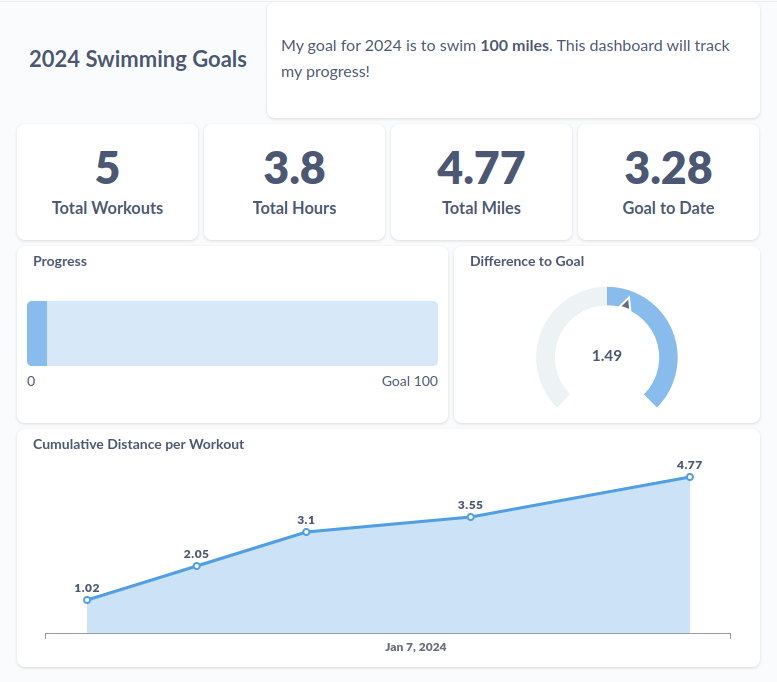 2024 Swimming Goals
My goal for 2024 is to swim 100 miles. This dashboard will track
my progress!
5
Total Workouts
3.8
Total Hours
4.77
Total Miles
3.28
Goal to Date
Progress
0
Goal 100
Difference to Goal
1.49
Cumulative Distance per Workout
1.02
2.05
3.1
3.55
4.77
Jan 7, 2024